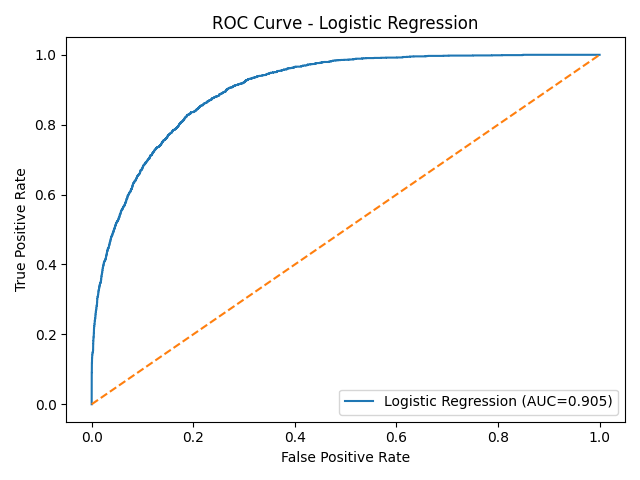 ROC Curve - Logistic Regression
True Positive Rate
1.0
0.8
0.6
0.4
0.2
0.0
Logistic Regression (AUC=0.905)
0.0 0.2 0.4 0.6 0.8 1.0
False Positive Rate